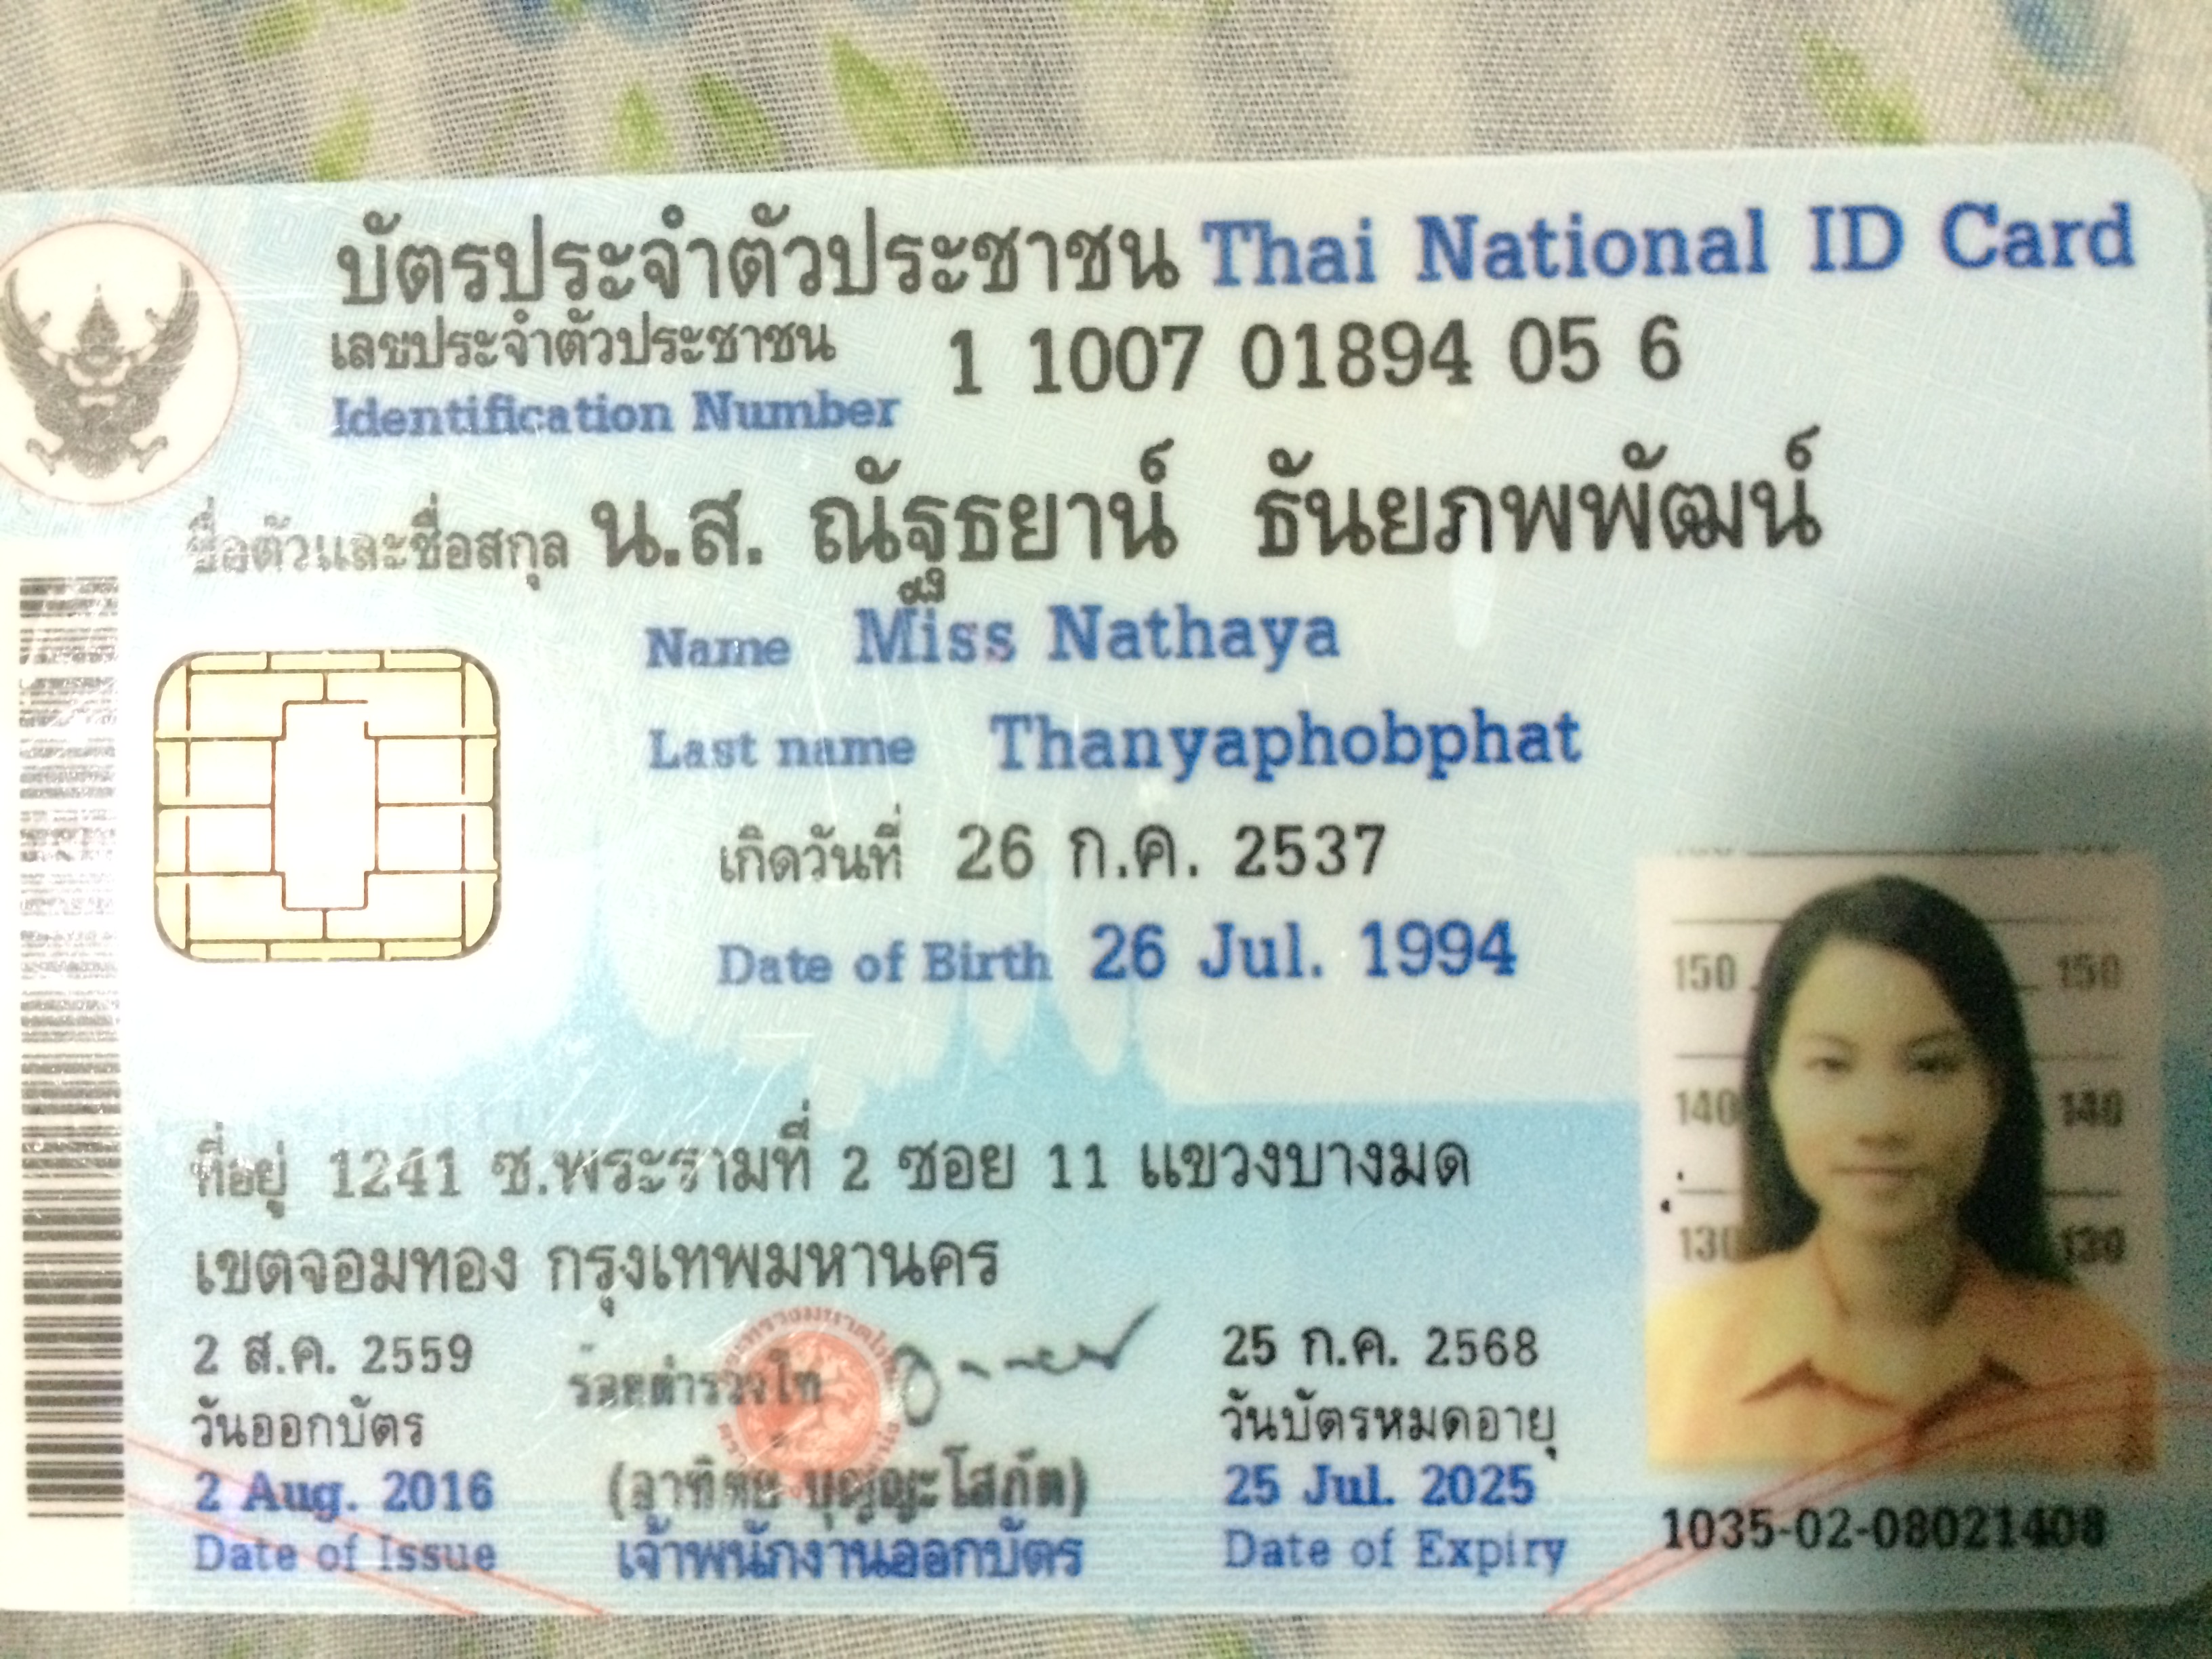 บัตรประจำตัวประชาชน Thai National ID Card
เลขประจำตัวประชาชน 1 1007 01894 05 6
Identification Number
ชื่อตัวและชื่อสกุล น.ส. ณัฐธยาน์ ธันยภพพัฒน์
Name Miss Nathaya
Last name Thanyaphobphat
เกิดวันที่ 26 ก.ค. 2537
Date of Birth 26 Jul. 1994
150 150
140 140
130 130
ที่อยู่ 1241 ซ.พระรามที่ 2 ซอย 11 แขวงบางมด
เขตจอมทอง กรุงเทพมหานคร
2 ส.ค. 2559
วันออกบัตร
2 Aug. 2016
Date of Issue
ร้อยตำรวจโท
(อาทิตย์ บุญญะโสภัต)
เจ้าพนักงานออกบัตร
25 ก.ค. 2568
วันบัตรหมดอายุ
25 Jul. 2025
Date of Expiry
1035-02-08021408